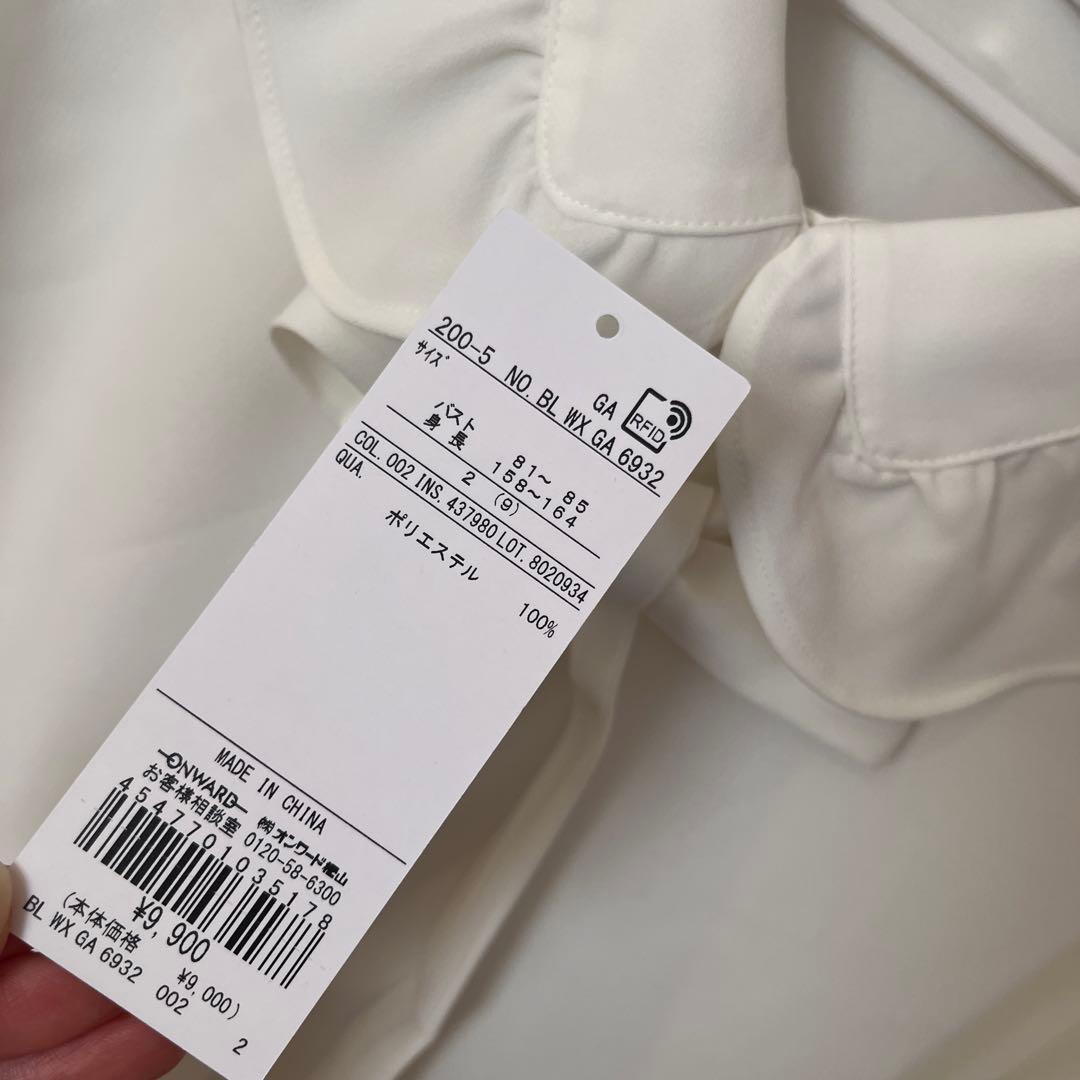 GA RFID
200-5 NO. BL WX GA 6932
サイズ
バスト 81〜 85
身長 158〜164
2 (9)
COL. 002 INS. 437980 LOT. 8020934
QUA.
ポリエステル 100%
MADE IN CHINA
ONWARD ㈱オンワード樫山
お客様相談室 0120-58-6300
4547701035178
¥9,900
(本体価格 ¥9,000)
BL WX GA 6932 002 2